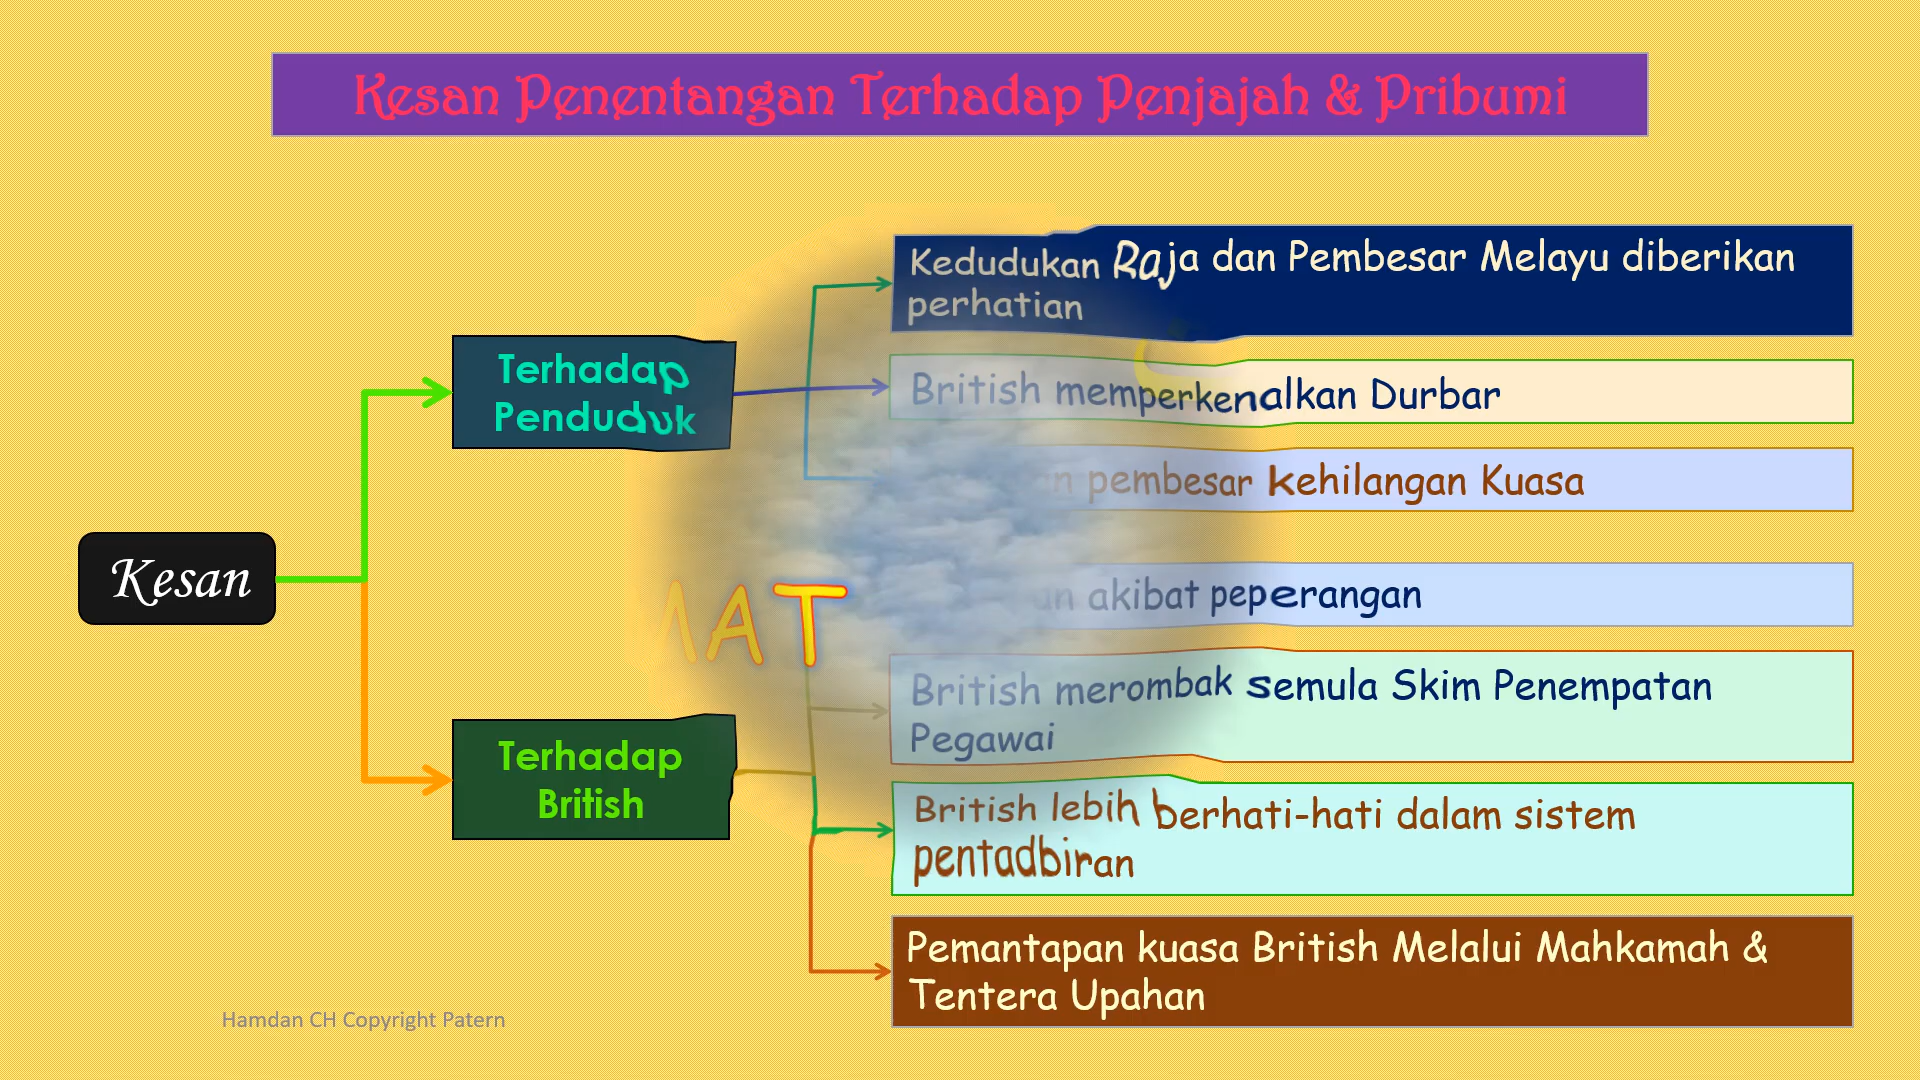 Kesan Penentangan Terhadap Penjajah & Pribumi
Kesan
Terhadap
Penduduk
Kedudukan Raja dan Pembesar Melayu diberikan
perhatian
British memperkenalkan Durbar
pembesar kehilangan Kuasa
Terhadap
British
akibat peperangan
British merombak semula Skim Penempatan
Pegawai
British lebih berhati-hati dalam sistem
pentadbiran
Pemantapan kuasa British Melalui Mahkamah &
Tentera Upahan
Hamdan CH Copyright Patern